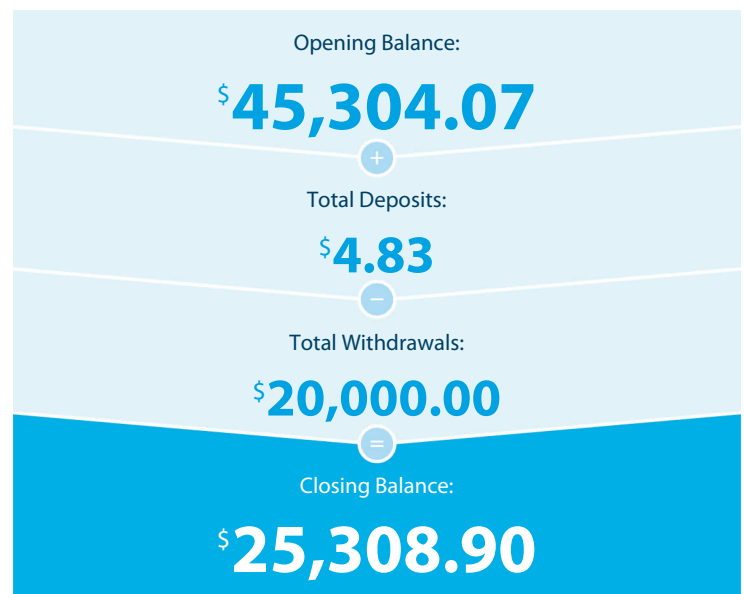 Opening Balance:
$45,304.07
+
Total Deposits:
$4.83
−
Total Withdrawals:
$20,000.00
=
Closing Balance:
$25,308.90